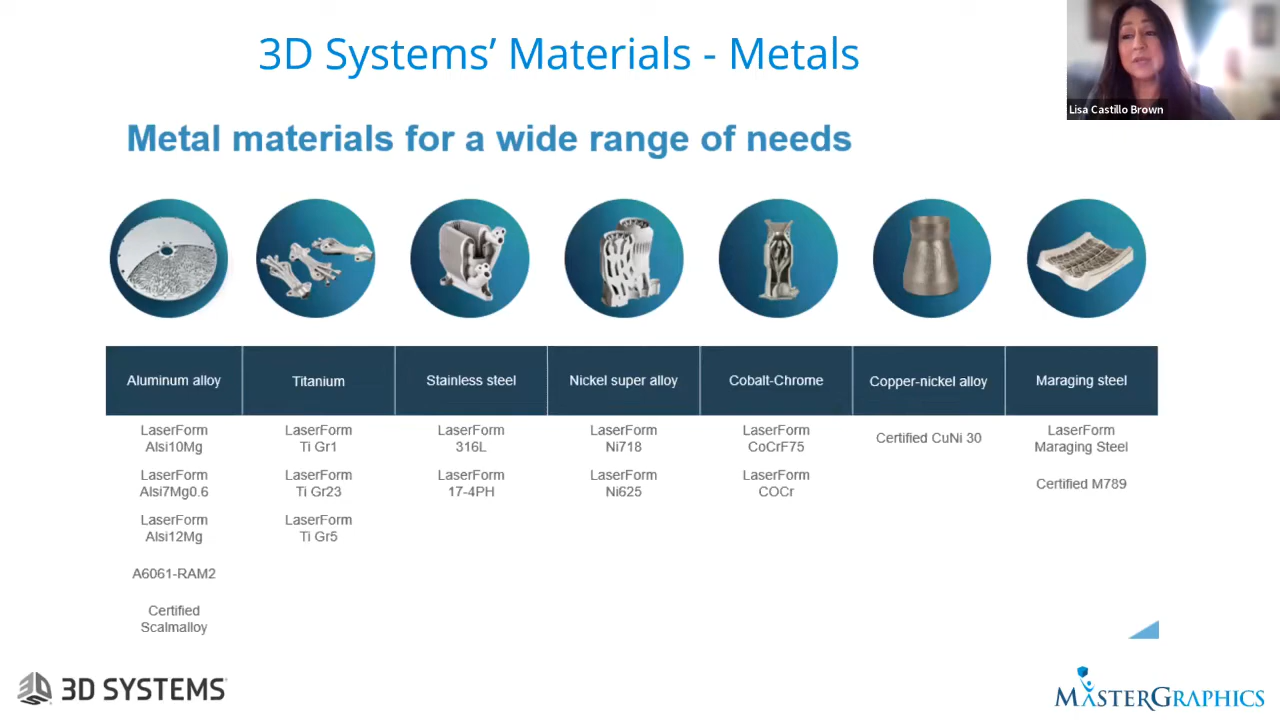 3D Systems’ Materials - Metals
Lisa Castillo Brown
Metal materials for a wide range of needs
Aluminum alloy
Titanium
Stainless steel
Nickel super alloy
Cobalt-Chrome
Copper-nickel alloy
Maraging steel
LaserForm
Alsi10Mg
LaserForm
Alsi7Mg0.6
LaserForm
Alsi12Mg
A6061-RAM2
Certified
Scalmalloy
LaserForm
Ti Gr1
LaserForm
Ti Gr23
LaserForm
Ti Gr5
LaserForm
316L
LaserForm
17-4PH
LaserForm
Ni718
LaserForm
Ni625
LaserForm
CoCrF75
LaserForm
COCr
Certified CuNi 30
LaserForm
Maraging Steel
Certified M789
3D SYSTEMS
MASTERGRAPHICS